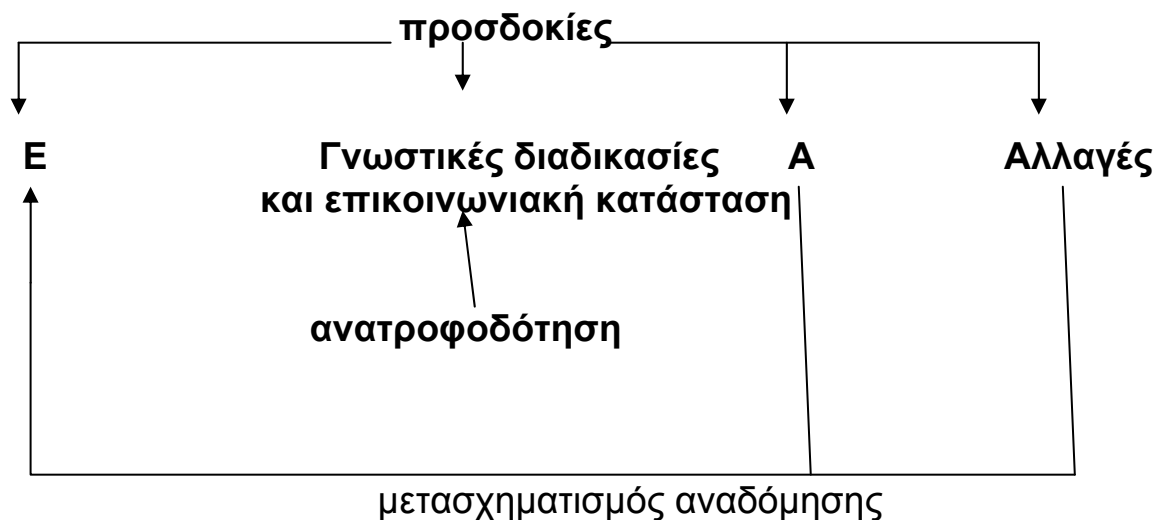 προσδοκίες
Ε Γνωστικές διαδικασίες Α Αλλαγές
και επικοινωνιακή κατάσταση
ανατροφοδότηση
μετασχηματισμός αναδόμησης